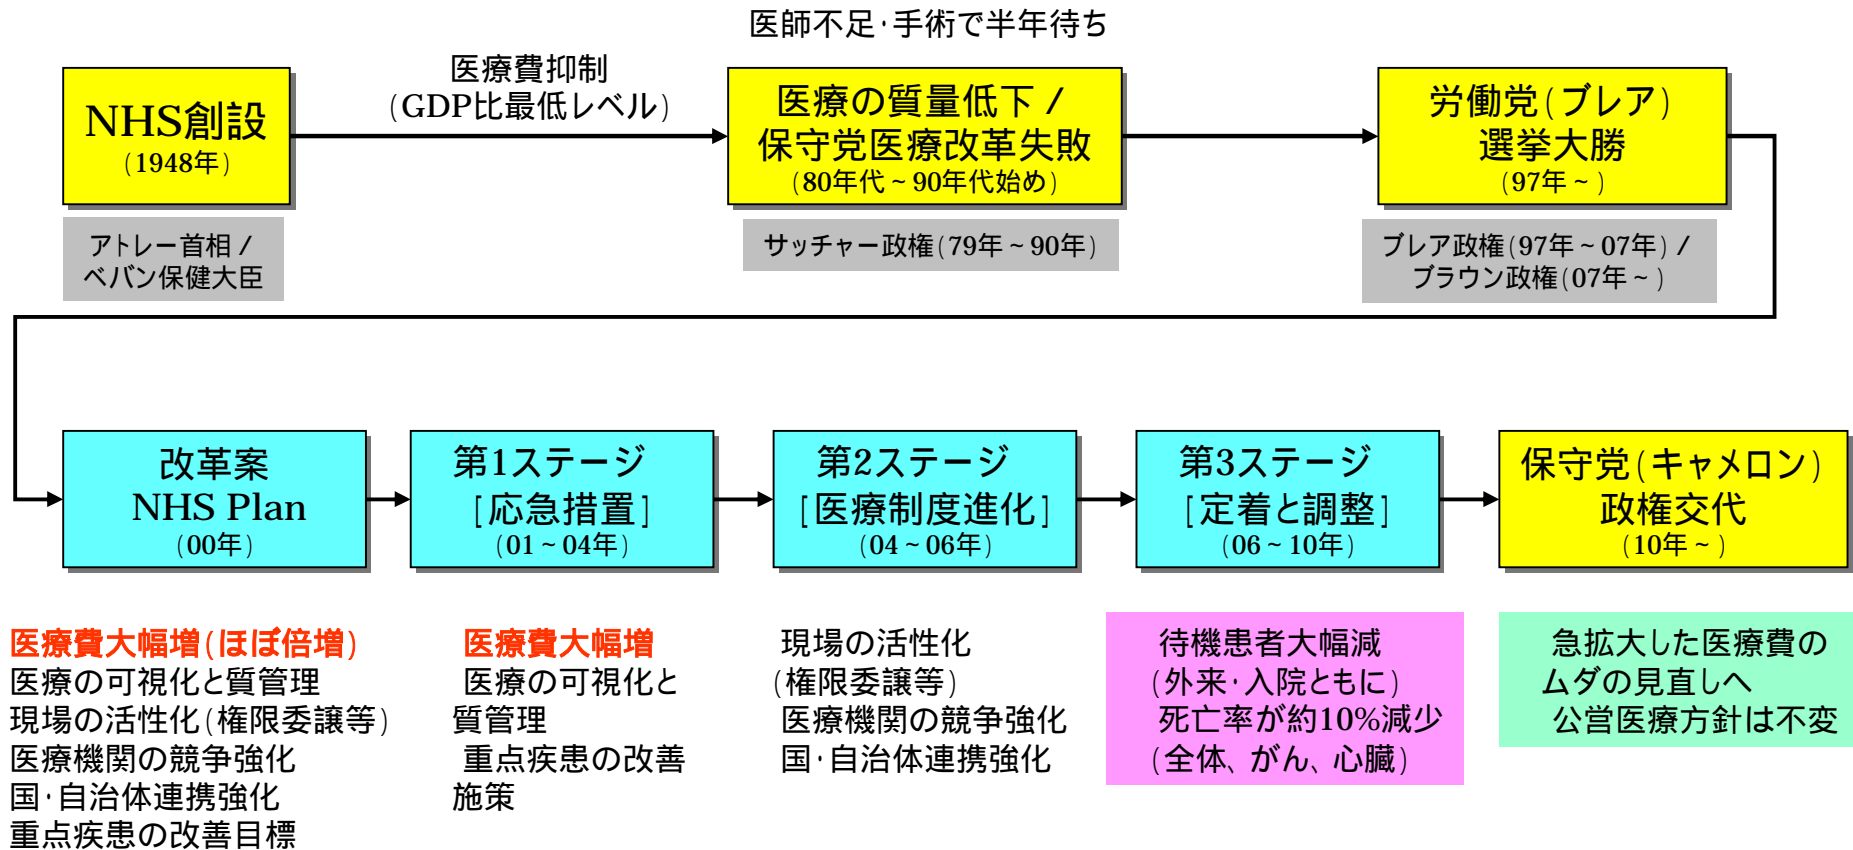 医師不足･手術で半年待ち
医療費抑制
(GDP比最低レベル)
NHS創設
(1948年)
医療の質量低下 /
保守党医療改革失敗
(80年代 ~ 90年代始め)
労働党(ブレア)
選挙大勝
(97年 ~ )
アトレー首相 /
ベバン保健大臣
サッチャー政権(79年 ~ 90年)
ブレア政権(97年 ~ 07年) /
ブラウン政権(07年 ~ )
改革案
NHS Plan
(00年)
第1ステージ
[応急措置]
(01 ~ 04年)
第2ステージ
[医療制度進化]
(04 ~ 06年)
第3ステージ
[定着と調整]
(06 ~ 10年)
保守党(キャメロン)
政権交代
(10年 ~ )
医療費大幅増(ほぼ倍増)
医療の可視化と質管理
現場の活性化(権限委譲等)
医療機関の競争強化
国･自治体連携強化
重点疾患の改善目標
医療費大幅増
医療の可視化と
質管理
重点疾患の改善
施策
現場の活性化
(権限委譲等)
医療機関の競争強化
国･自治体連携強化
待機患者大幅減
(外来･入院ともに)
死亡率が約10%減少
(全体、がん、心臓)
急拡大した医療費の
ムダの見直しへ
公営医療方針は不変